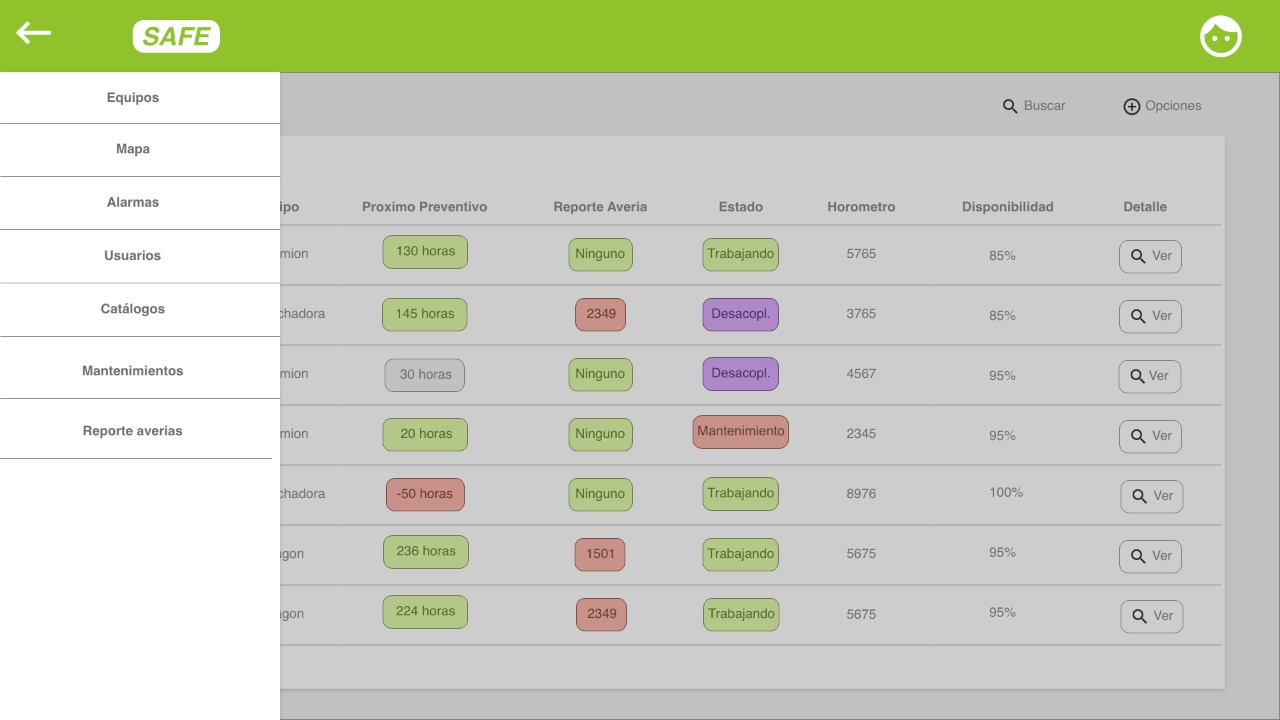 SAFE
Equipos
Mapa
Alarmas
Usuarios
Catálogos
Mantenimientos
Reporte averias
Buscar Opciones
ipo Proximo Preventivo Reporte Averia Estado Horometro Disponibilidad Detalle
mion 130 horas Ninguno Trabajando 5765 85% Ver
chadora 145 horas 2349 Desacopl. 3765 85% Ver
mion 30 horas Ninguno Desacopl. 4567 95% Ver
mion 20 horas Ninguno Mantenimiento 2345 95% Ver
chadora -50 horas Ninguno Trabajando 8976 100% Ver
agon 236 horas 1501 Trabajando 5675 95% Ver
agon 224 horas 2349 Trabajando 5675 95% Ver